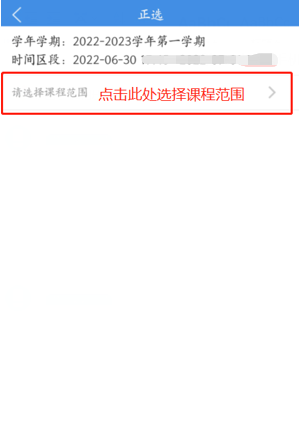 正选
学年学期：2022-2023学年第一学期
时间区段：2022-06-30
请选择课程范围 点击此处选择课程范围